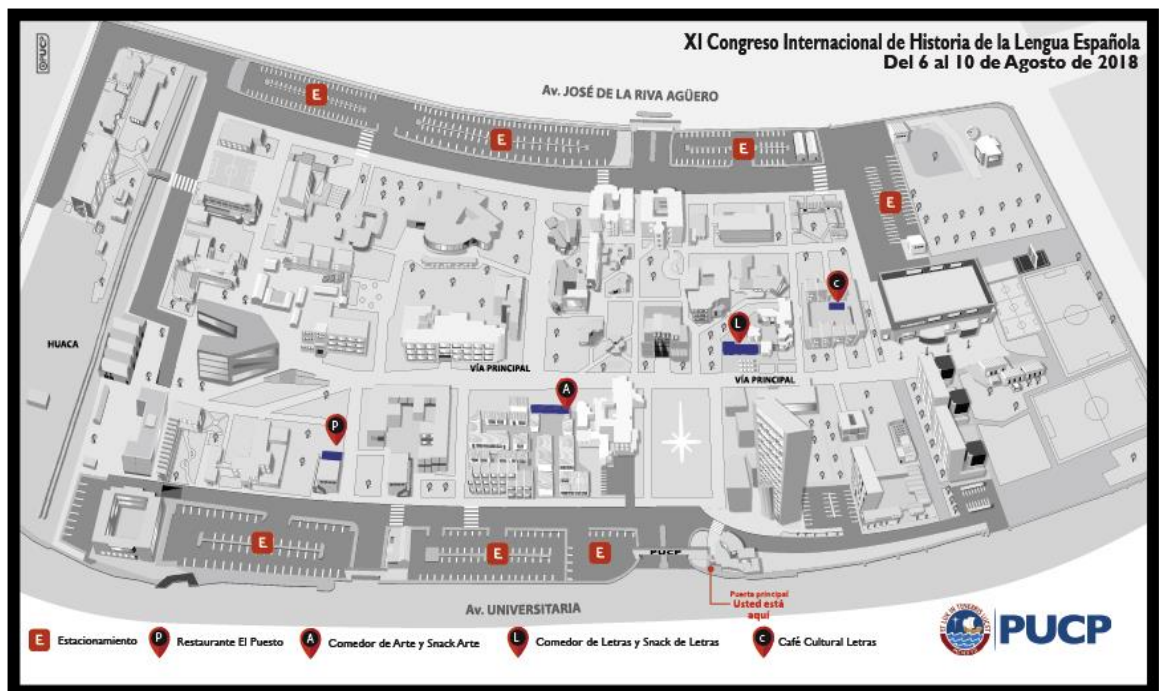 ©PUCP
XI Congreso Internacional de Historia de la Lengua Española
Del 6 al 10 de Agosto de 2018
Av. JOSÉ DE LA RIVA AGÜERO
E
E
E
E
C
L
HUACA
VÍA PRINCIPAL
VÍA PRINCIPAL
A
P
E
E
E
PUCP
Puerta principal
Usted está
aquí
Av. UNIVERSITARIA
E Estacionamiento
P Restaurante El Puesto
A Comedor de Arte y Snack Arte
L Comedor de Letras y Snack de Letras
C Café Cultural Letras
PUCP